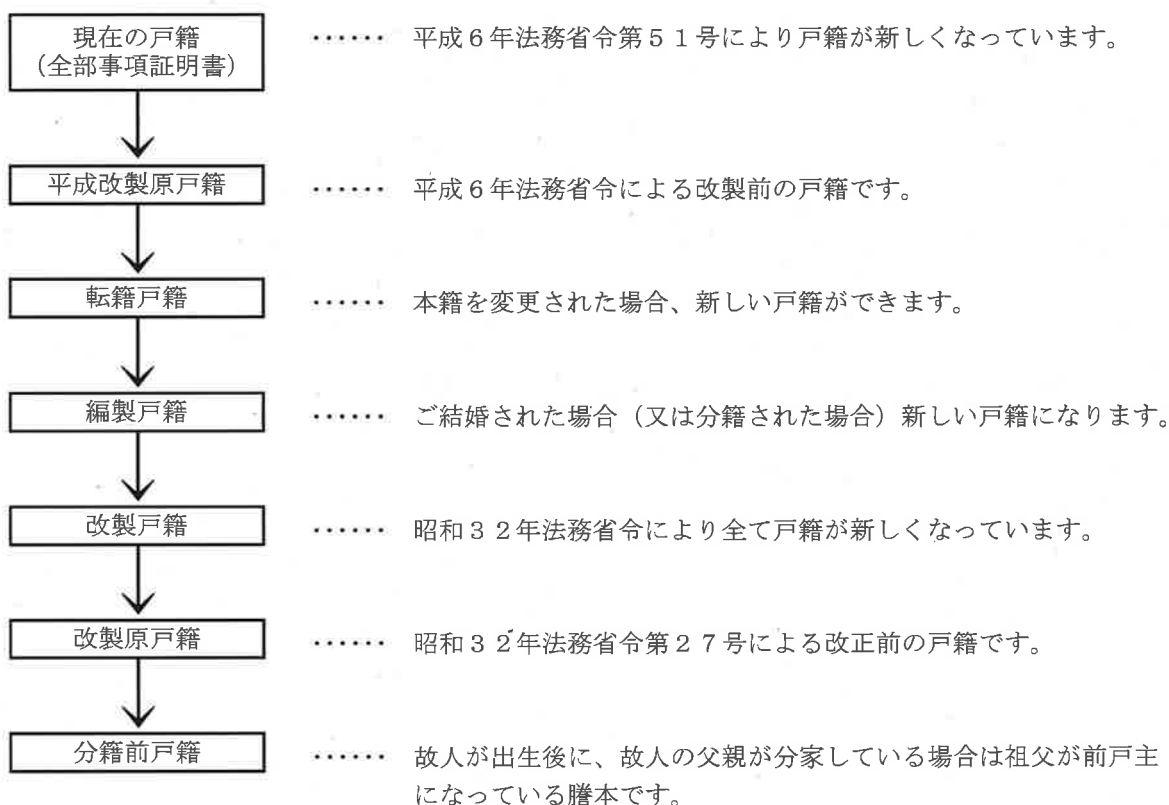 現在の戸籍
（全部事項証明書）
…… 平成６年法務省令第５１号により戸籍が新しくなっています。
平成改製原戸籍 …… 平成６年法務省令による改製前の戸籍です。
転籍戸籍 …… 本籍を変更された場合、新しい戸籍ができます。
編製戸籍 …… ご結婚された場合（又は分籍された場合）新しい戸籍になります。
改製戸籍 …… 昭和３２年法務省令により全て戸籍が新しくなっています。
改製原戸籍 …… 昭和３２年法務省令第２７号による改正前の戸籍です。
分籍前戸籍 …… 故人が出生後に、故人の父親が分家している場合は祖父が前戸主
になっている謄本です。